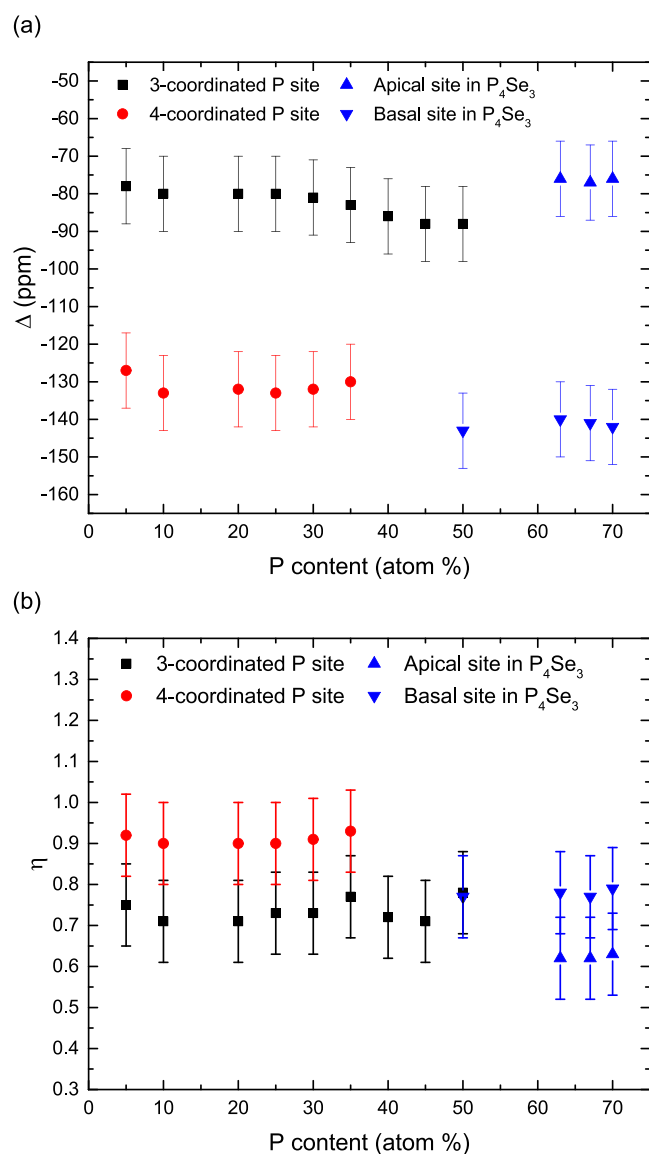 (a)
3-coordinated P site
Apical site in P₄Se₃
4-coordinated P site
Basal site in P₄Se₃
-50
-60
-70
-80
-90
-100
-110
-120
-130
-140
-150
-160
Δ (ppm)
0 10 20 30 40 50 60 70
P content (atom %)
(b)
3-coordinated P site
Apical site in P₄Se₃
4-coordinated P site
Basal site in P₄Se₃
1.4
1.3
1.2
1.1
1.0
0.9
0.8
0.7
0.6
0.5
0.4
0.3
η
0 10 20 30 40 50 60 70
P content (atom %)